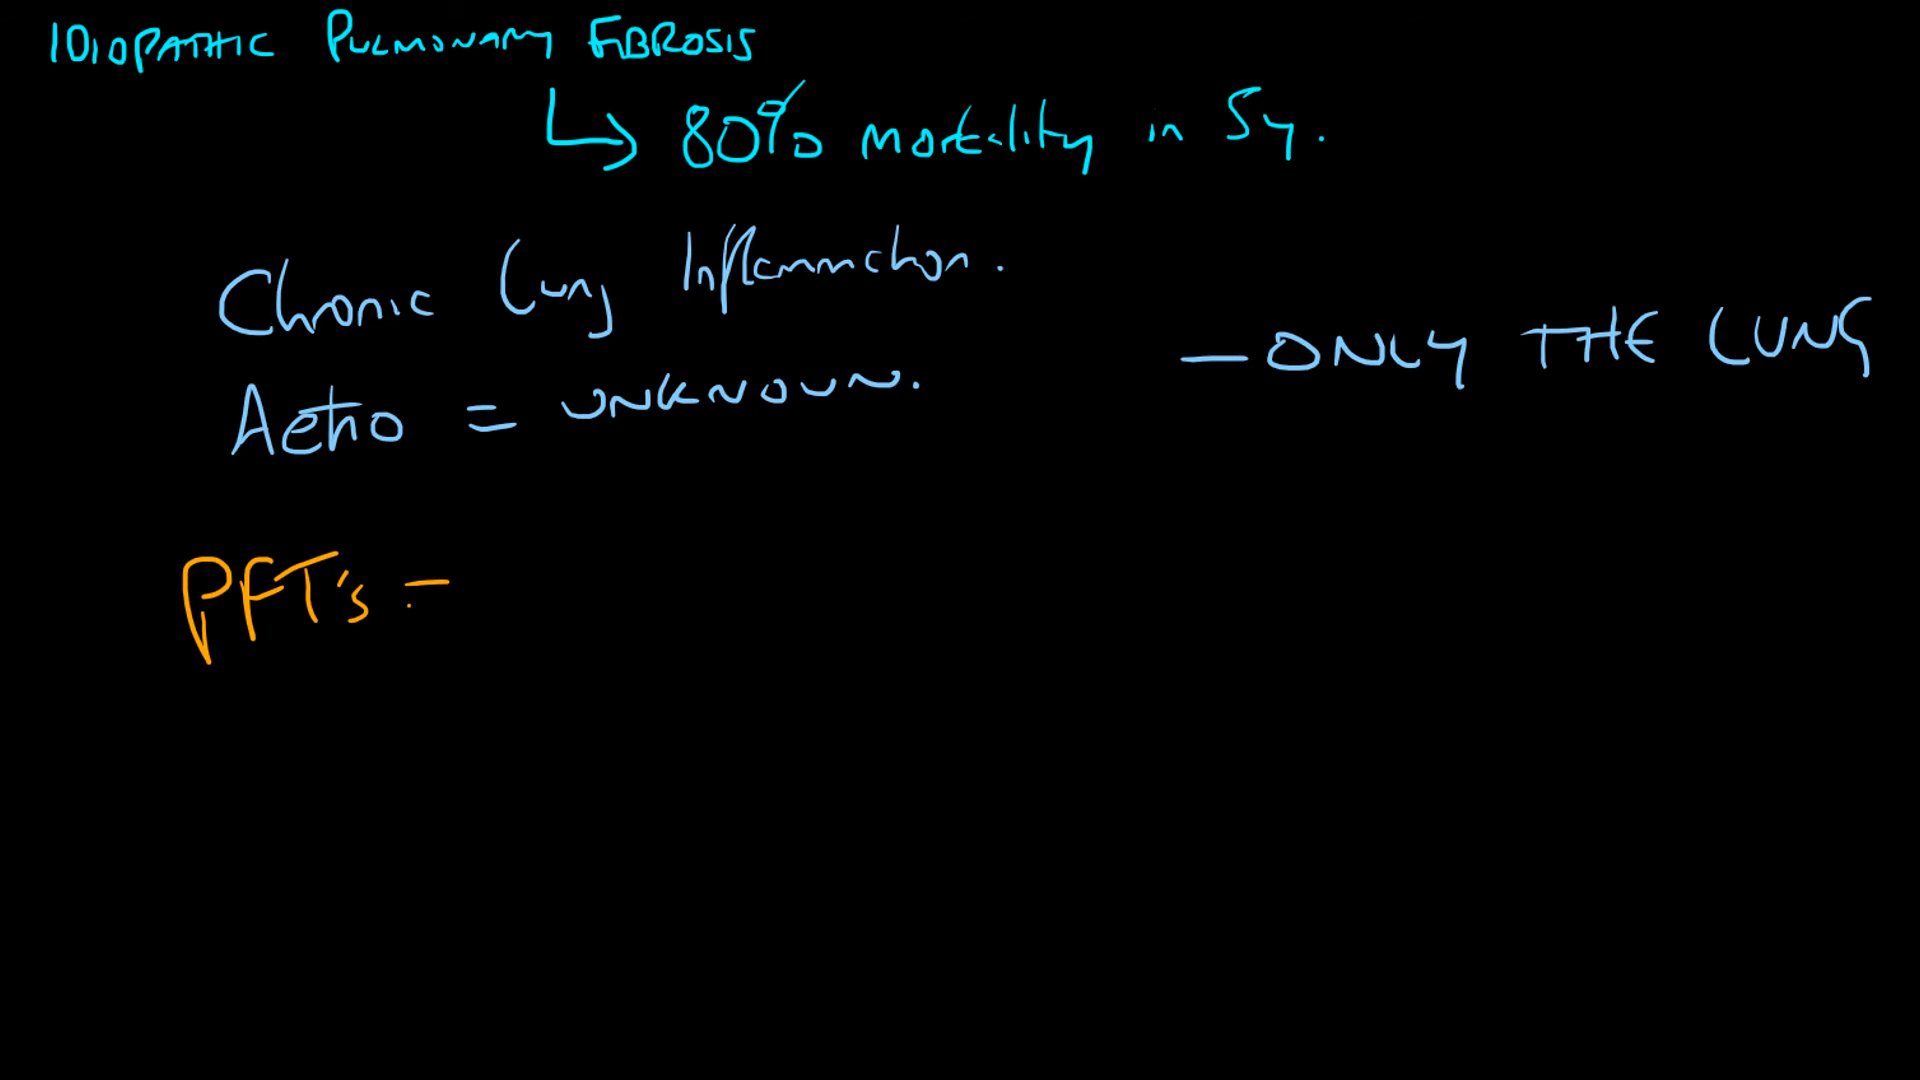 IDIOPATHIC PULMONARY FIBROSIS
↳ 80% mortality in 5y.
Chronic Lung Inflammation.
— ONLY THE LUNG
Aetio = UNKNOWN.
PFT's =